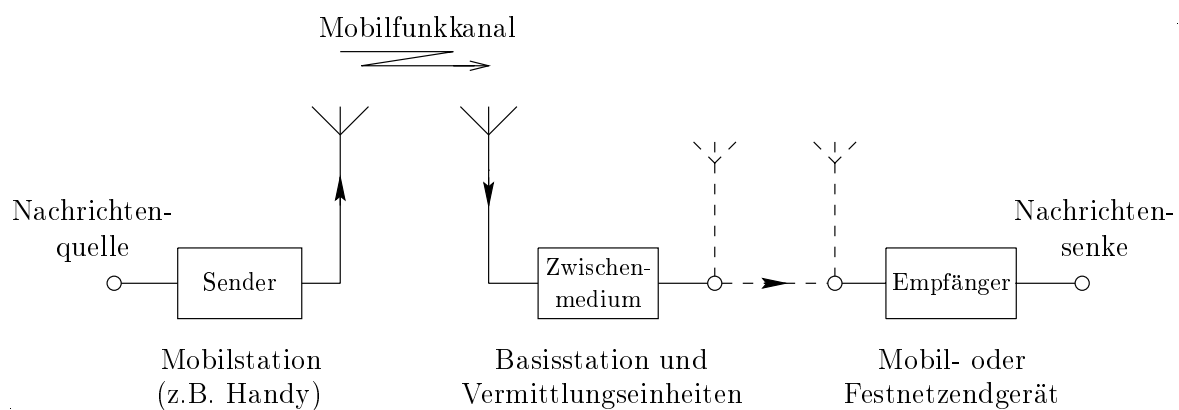 Mobilfunkkanal
Nachrichten-
quelle
Sender
Zwischen-
medium
Empfänger
Nachrichten-
senke
Mobilstation
(z.B. Handy)
Basisstation und
Vermittlungseinheiten
Mobil- oder
Festnetzendgerät